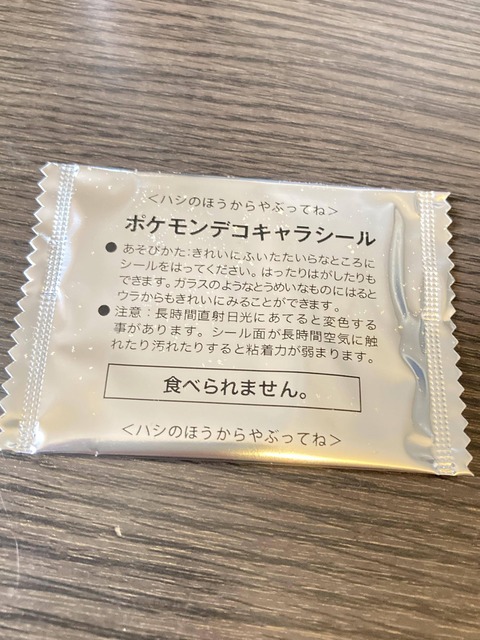 ＜ハシのほうからやぶってね＞
ポケモンデコキャラシール
●あそびかた：きれいにふいたたいらなところに
シールをはってください。はったりはがしたりも
できます。ガラスのようなとうめいなものにはると
ウラからもきれいにみることができます。
●注意：長時間直射日光にあてると変色する
事があります。シール面が長時間空気に触
れたり汚れたりすると粘着力が弱まります。
食べられません。
＜ハシのほうからやぶってね＞